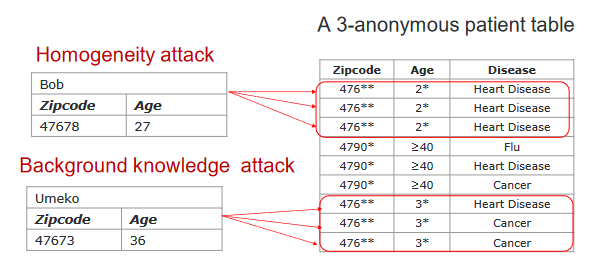 A 3-anonymous patient table
Homogeneity attack
Bob
Zipcode Age
47678 27
Background knowledge attack
Umeko
Zipcode Age
47673 36
Zipcode Age Disease
476** 2* Heart Disease
476** 2* Heart Disease
476** 2* Heart Disease
4790* ≥40 Flu
4790* ≥40 Heart Disease
4790* ≥40 Cancer
476** 3* Heart Disease
476** 3* Cancer
476** 3* Cancer